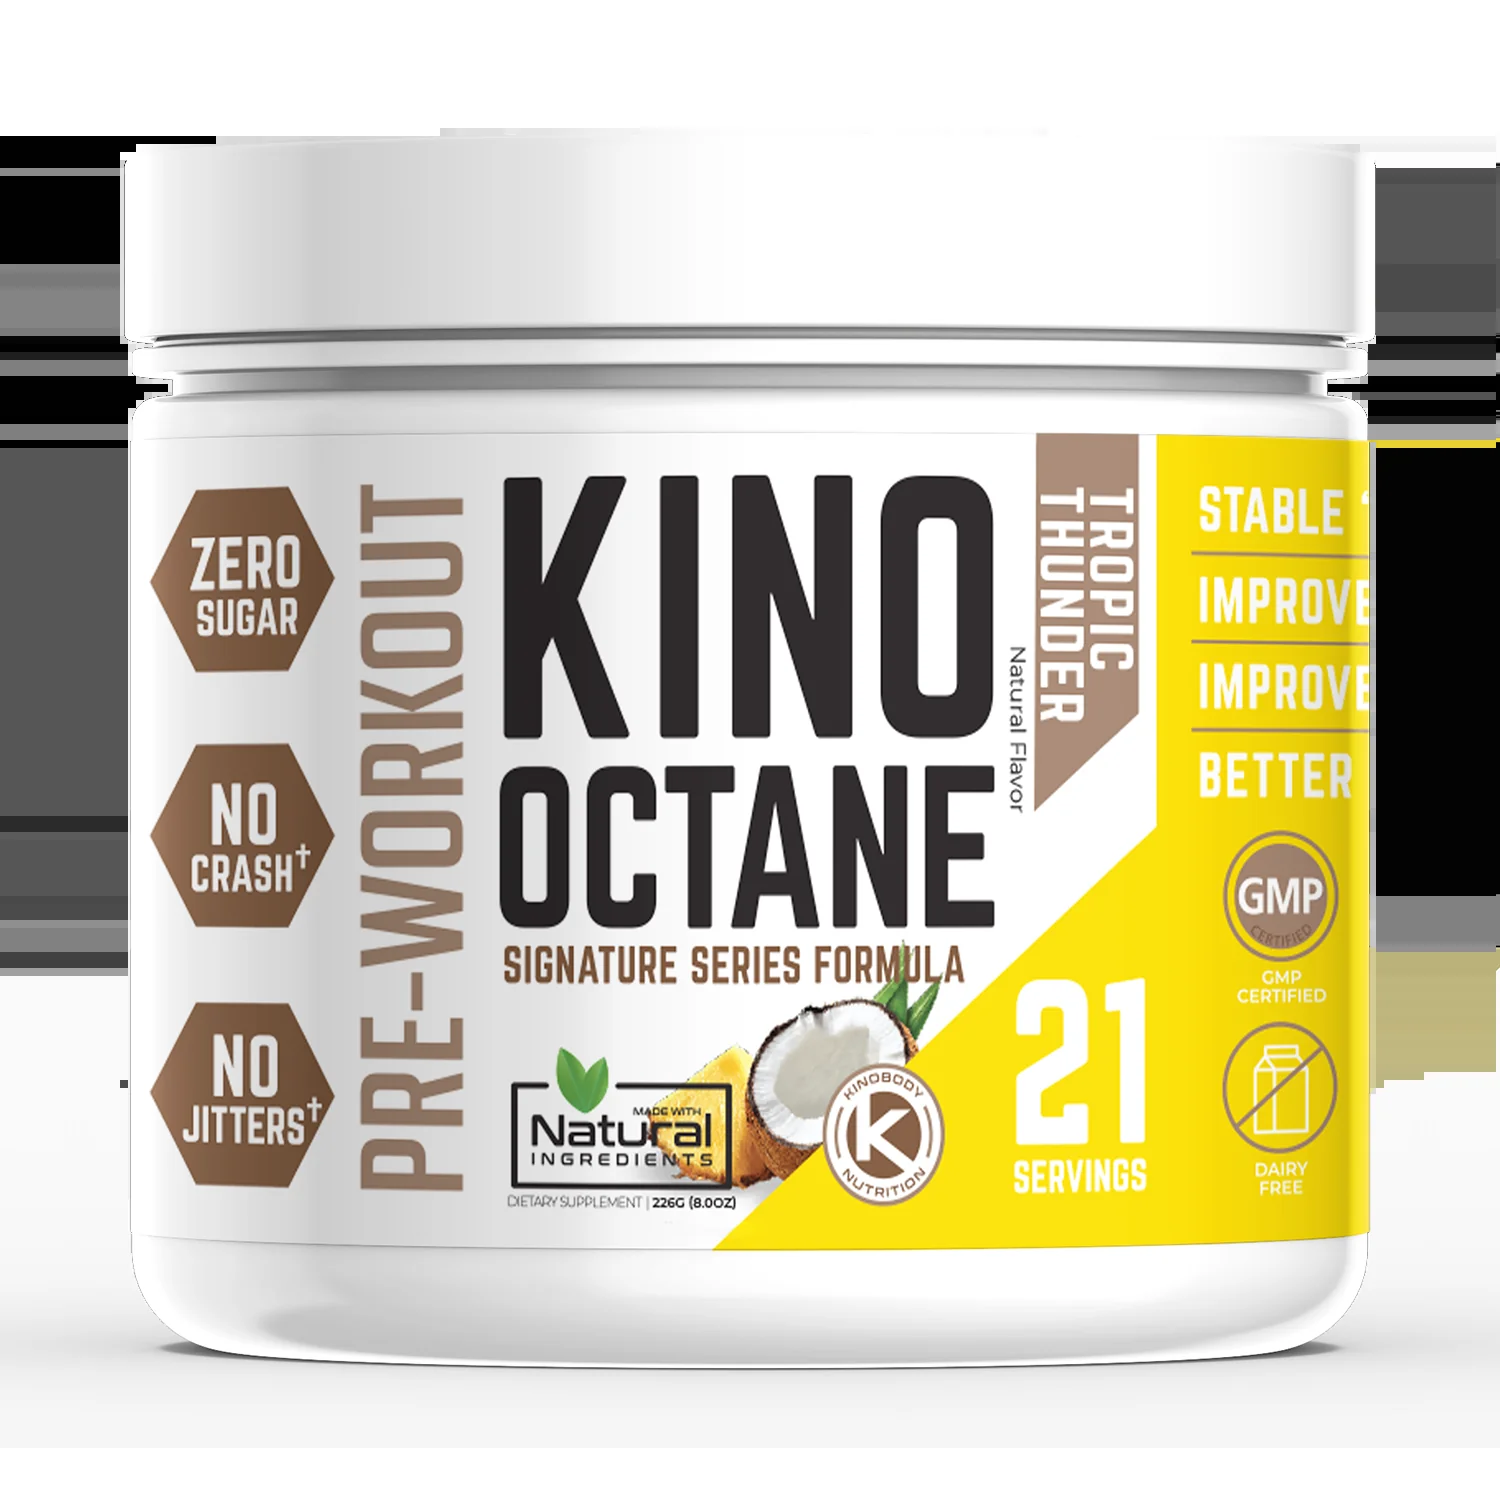 ZERO
SUGAR
NO
CRASH†
NO
JITTERS†
PRE-WORKOUT
KINO
OCTANE
SIGNATURE SERIES FORMULA
TROPIC
THUNDER
Natural Flavor
MADE WITH
Natural
INGREDIENTS
DIETARY SUPPLEMENT | 226G (8.0OZ)
KINOBODY
K
NUTRITION
21
SERVINGS
STABLE
IMPROVE
IMPROVE
BETTER
GMP
CERTIFIED
GMP
CERTIFIED
DAIRY
FREE